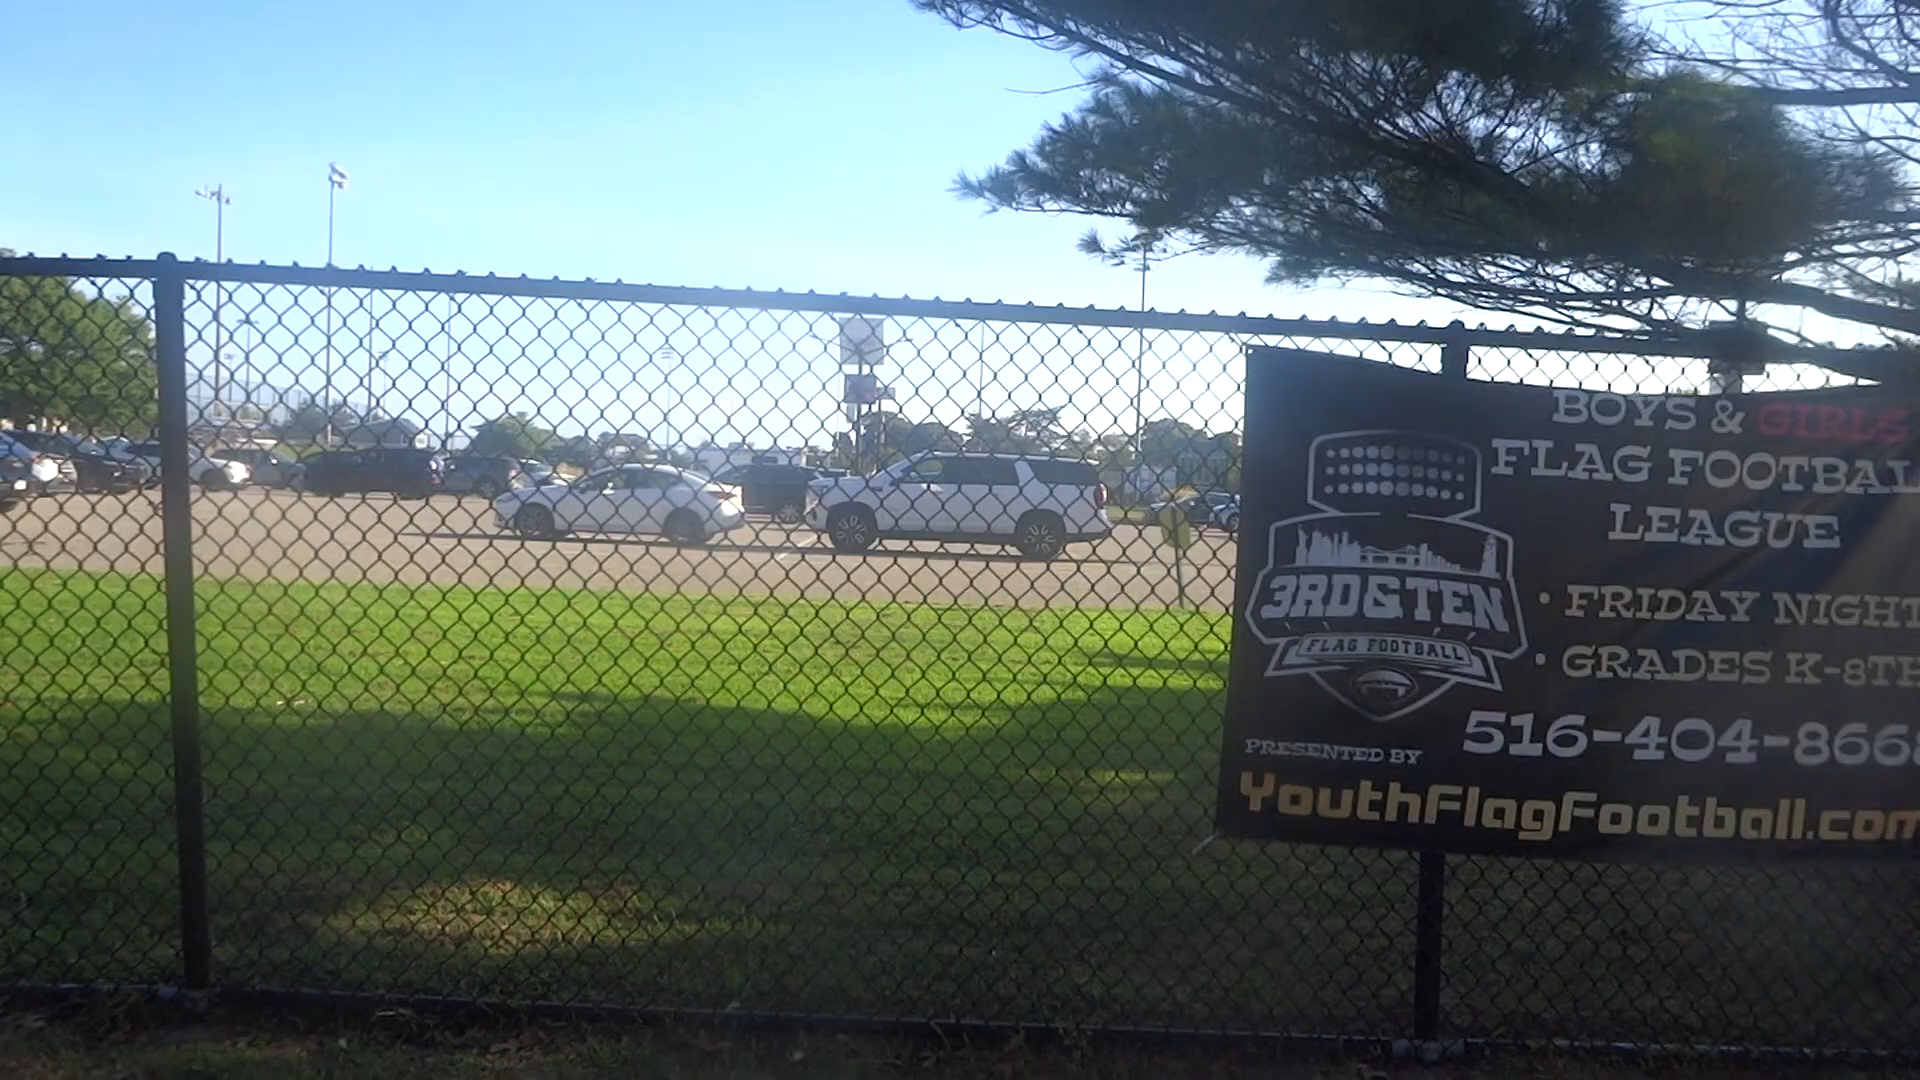 BOYS & GIRLS
FLAG FOOTBAL
LEAGUE
3RD&TEN
FLAG FOOTBALL
• FRIDAY NIGHT
• GRADES K-8TH
516-404-866
PRESENTED BY
YouthFlagFootball.com